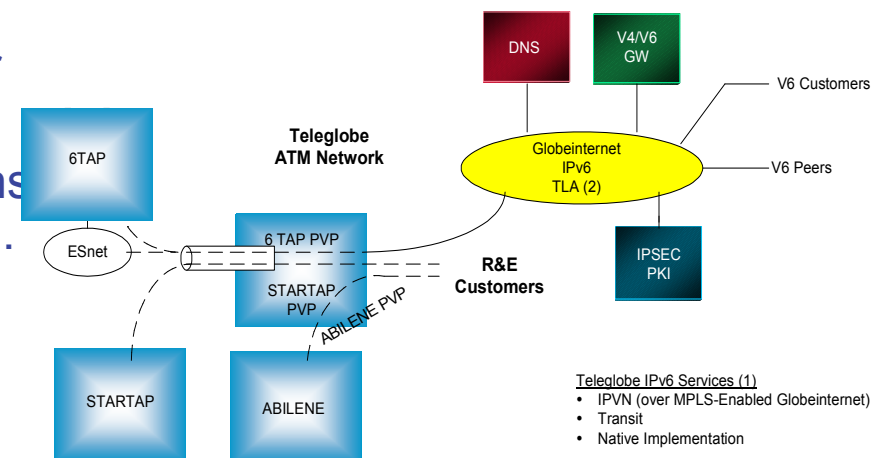 DNS
V4/V6
GW
V6 Customers
6TAP
Teleglobe
ATM Network
Globeinternet
IPv6
TLA (2)
V6 Peers
ns
.
ESnet
6 TAP PVP
STARTAP
PVP
ABILENE PVP
R&E
Customers
IPSEC
PKI
STARTAP
ABILENE
Teleglobe IPv6 Services (1)
• IPVN (over MPLS-Enabled Globeinternet)
• Transit
• Native Implementation